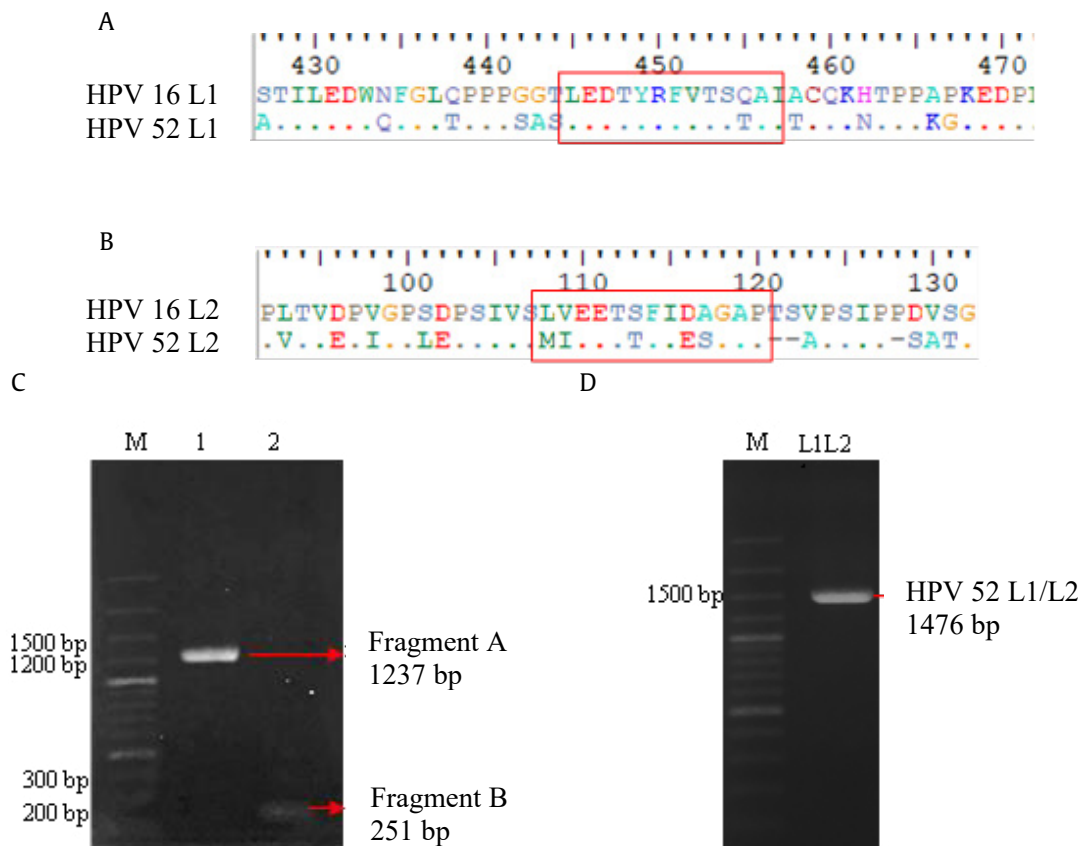 A
430 440 450 460 470
HPV 16 L1 STILEDWNFGLQPPPGGTLEDTYRFVTSQAIACQKHTPPAPKEDP
HPV 52 L1 A......Q...T...SAS..........T..T...N...KG.....
B
100 110 120 130
HPV 16 L2 PLTVDPVGPSDPSIVSLVEETSFIDAGAPTSVPSIPPDVSG
HPV 52 L2 .V..E.I..LE.....MI...T..ES...--A....-SAT.
C
M 1 2
1500 bp
1200 bp
300 bp
200 bp
Fragment A
1237 bp
Fragment B
251 bp
D
M L1L2
1500 bp
HPV 52 L1/L2
1476 bp